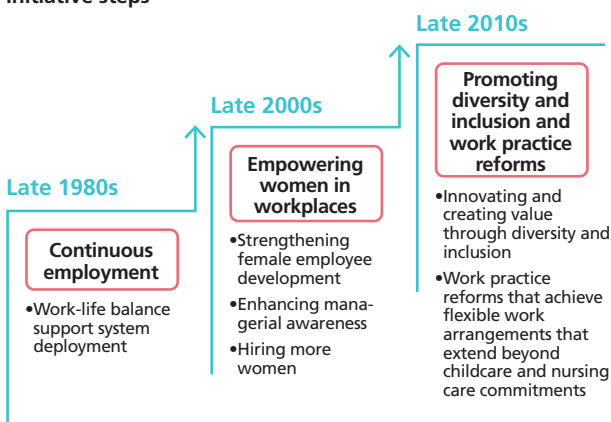 Initiative steps
Late 1980s
Continuous
employment
•Work-life balance
support system
deployment
Late 2000s
Empowering
women in
workplaces
•Strengthening
female employee
development
•Enhancing mana-
gerial awareness
•Hiring more
women
Late 2010s
Promoting
diversity and
inclusion and
work practice
reforms
•Innovating and
creating value
through diversity and
inclusion
•Work practice
reforms that achieve
flexible work
arrangements that
extend beyond
childcare and nursing
care commitments